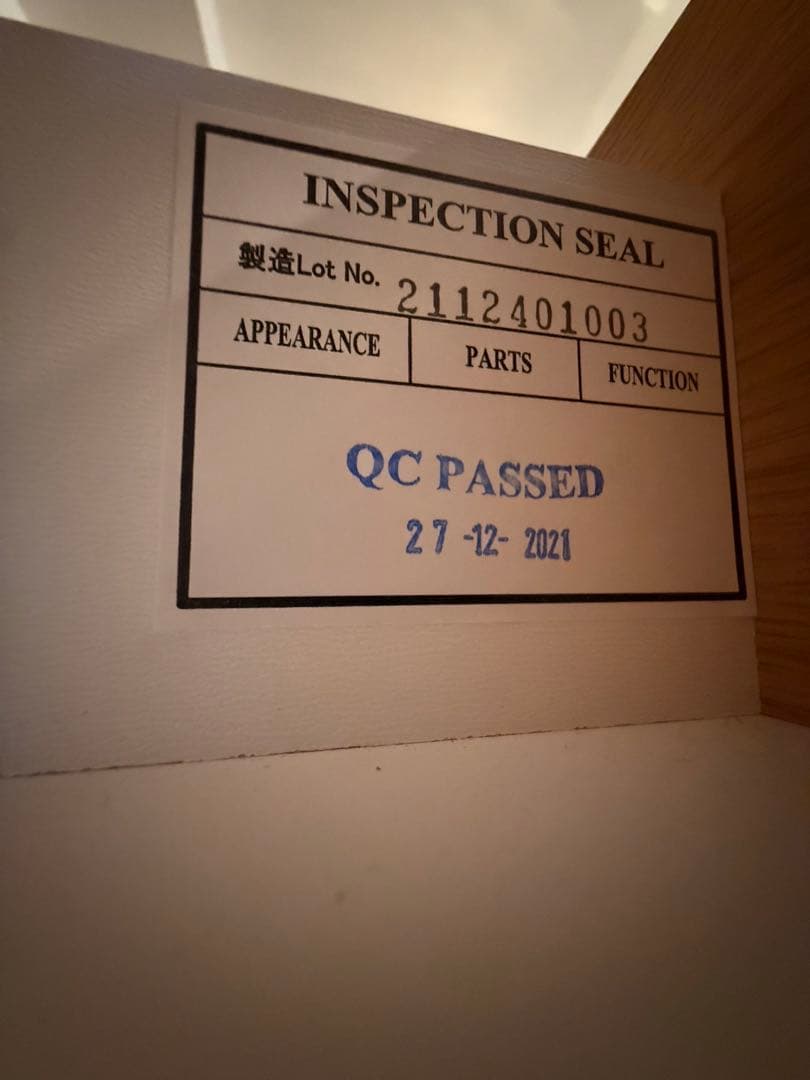 INSPECTION SEAL
製造Lot No. 2112401003
APPEARANCE PARTS FUNCTION
QC PASSED
27 -12- 2021